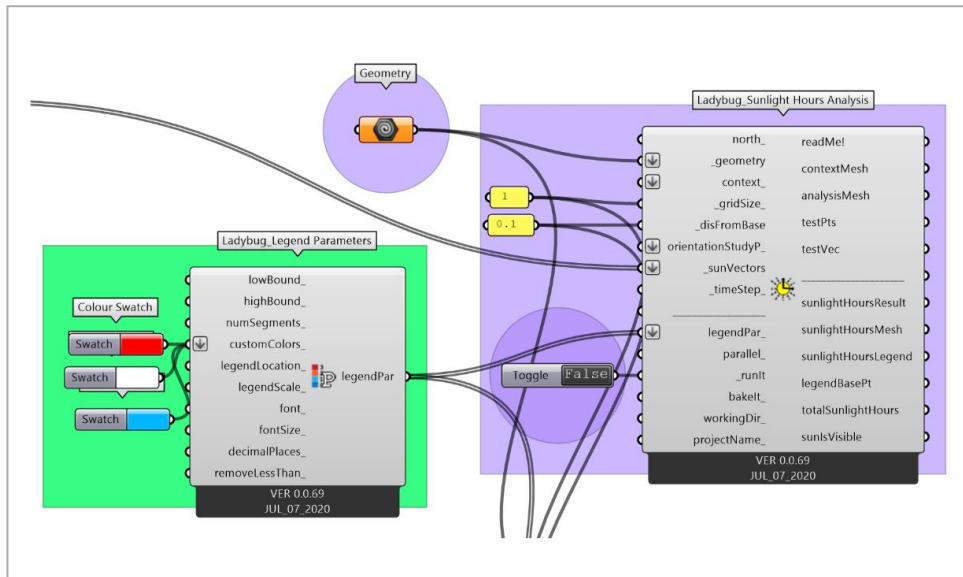 Geometry
Ladybug_Sunlight Hours Analysis
north_
_geometry
context_
_gridSize_
_disFromBase
orientationStudyP_
_sunVectors
_timeStep_
____________________
legendPar_
parallel_
_runIt
bakeIt_
workingDir_
projectName_
readMe!
contextMesh
analysisMesh
testPts
testVec
____________________
sunlightHoursResult
sunlightHoursMesh
sunlightHoursLegend
legendBasePt
totalSunlightHours
sunIsVisible
VER 0.0.69
JUL_07_2020
1
0.1
Toggle False
Ladybug_Legend Parameters
lowBound_
highBound_
numSegments_
customColors_
legendLocation_
legendScale_
font_
fontSize_
decimalPlaces_
removeLessThan_
legendPar
VER 0.0.69
JUL_07_2020
Colour Swatch
Swatch
Swatch
Swatch